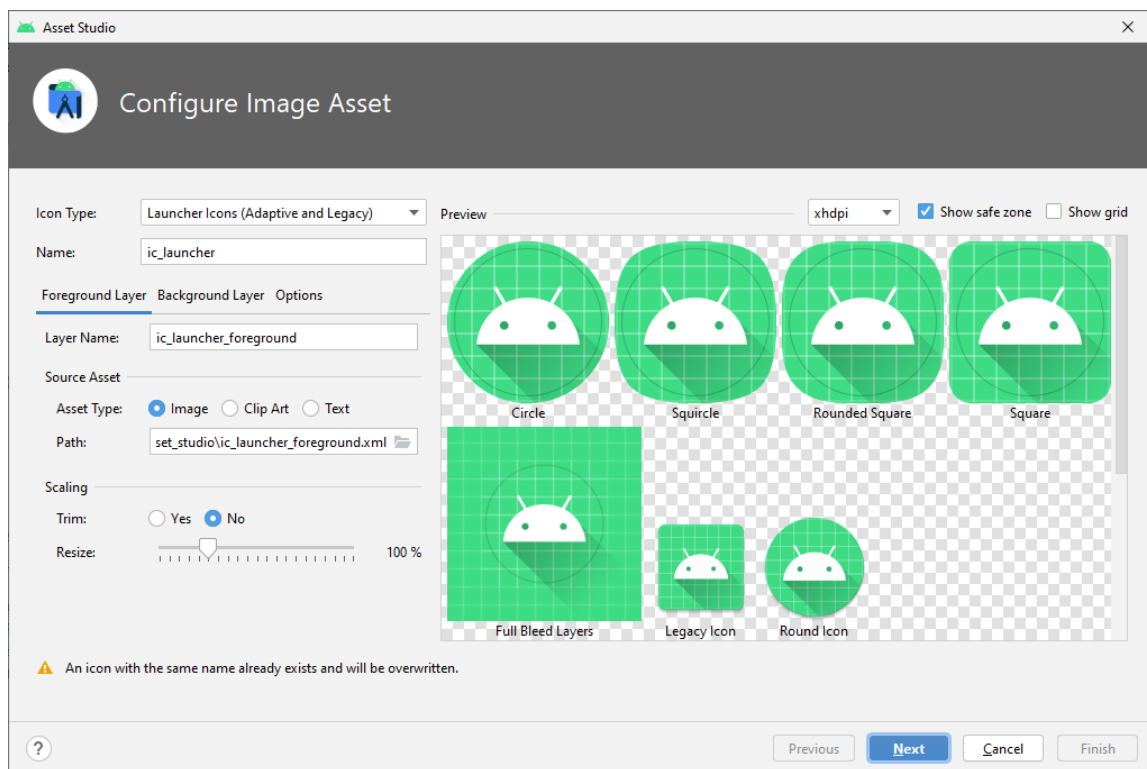 Asset Studio
Configure Image Asset
Icon Type: Launcher Icons (Adaptive and Legacy)
Name: ic_launcher
Foreground Layer Background Layer Options
Layer Name: ic_launcher_foreground
Source Asset
Asset Type: Image Clip Art Text
Path: set_studio\ic_launcher_foreground.xml
Scaling
Trim: Yes No
Resize: 100 %
Preview xhdpi Show safe zone Show grid
Circle Squircle Rounded Square Square
Full Bleed Layers Legacy Icon Round Icon
An icon with the same name already exists and will be overwritten.
? Previous Next Cancel Finish